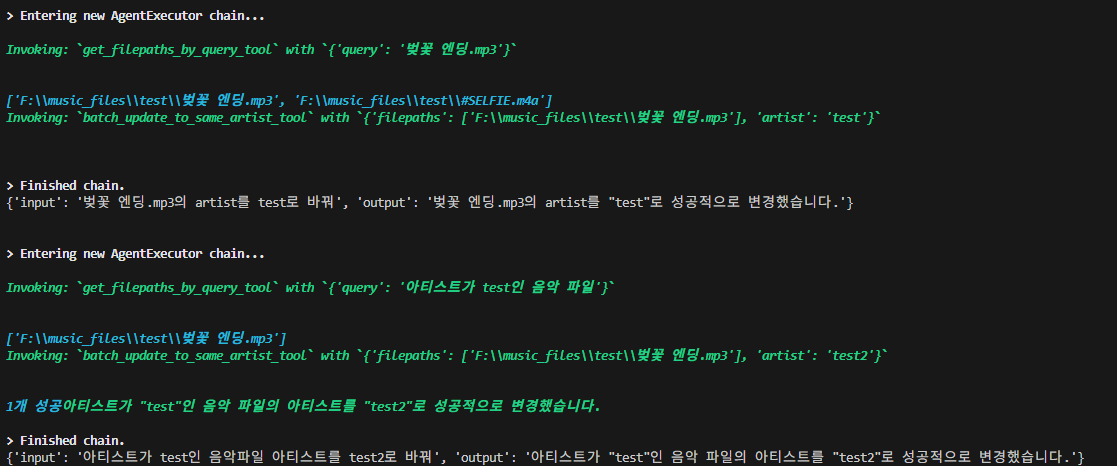 > Entering new AgentExecutor chain...
Invoking: `get_filepaths_by_query_tool` with `{'query': '벚꽃 엔딩.mp3'}`
['F:\\music_files\\test\\벚꽃 엔딩.mp3', 'F:\\music_files\\test\\#SELFIE.m4a']
Invoking: `batch_update_to_same_artist_tool` with `{'filepaths': ['F:\\music_files\\test\\벚꽃 엔딩.mp3'], 'artist': 'test'}`
> Finished chain.
{'input': '벚꽃 엔딩.mp3의 artist를 test로 바꿔', 'output': '벚꽃 엔딩.mp3의 artist를 "test"로 성공적으로 변경했습니다.'}
> Entering new AgentExecutor chain...
Invoking: `get_filepaths_by_query_tool` with `{'query': '아티스트가 test인 음악 파일'}`
['F:\\music_files\\test\\벚꽃 엔딩.mp3']
Invoking: `batch_update_to_same_artist_tool` with `{'filepaths': ['F:\\music_files\\test\\벚꽃 엔딩.mp3'], 'artist': 'test2'}`
1개 성공아티스트가 "test"인 음악 파일의 아티스트를 "test2"로 성공적으로 변경했습니다.
> Finished chain.
{'input': '아티스트가 test인 음악파일 아티스트를 test2로 바꿔', 'output': '아티스트가 "test"인 음악 파일의 아티스트를 "test2"로 성공적으로 변경했습니다.'}